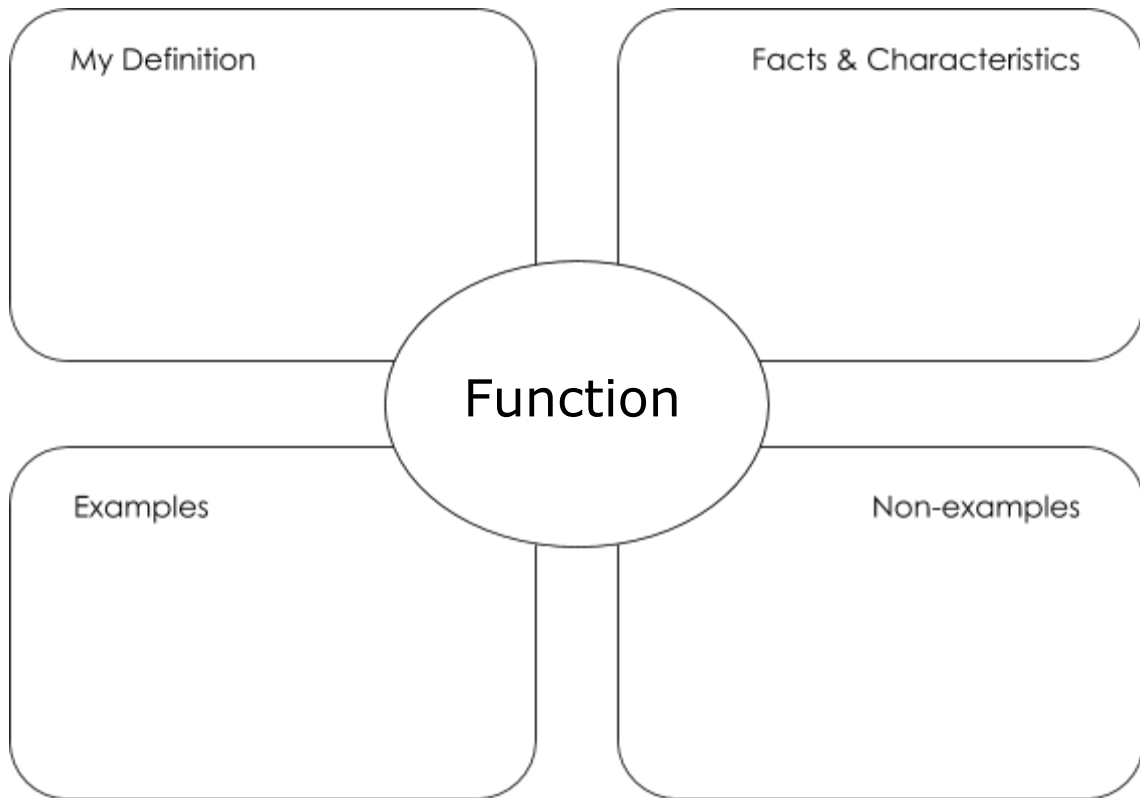 My Definition
Facts & Characteristics
Function
Examples
Non-examples